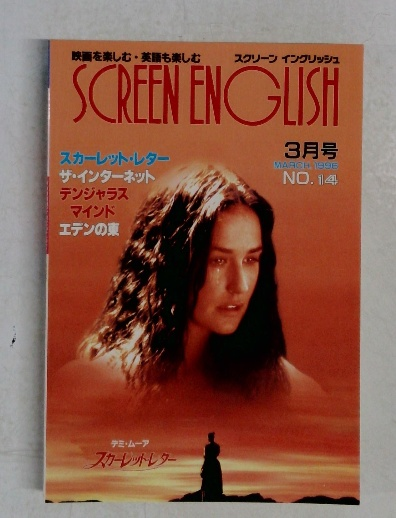 映画を楽しむ・英語も楽しむ
スクリーン イングリッシュ
SCREEN ENGLISH
3月号
MARCH.1996
NO.14
スカーレット・レター
ザ・インターネット
デンジャラス
マインド
エデンの東
デミ・ムーア
スカーレット・レター